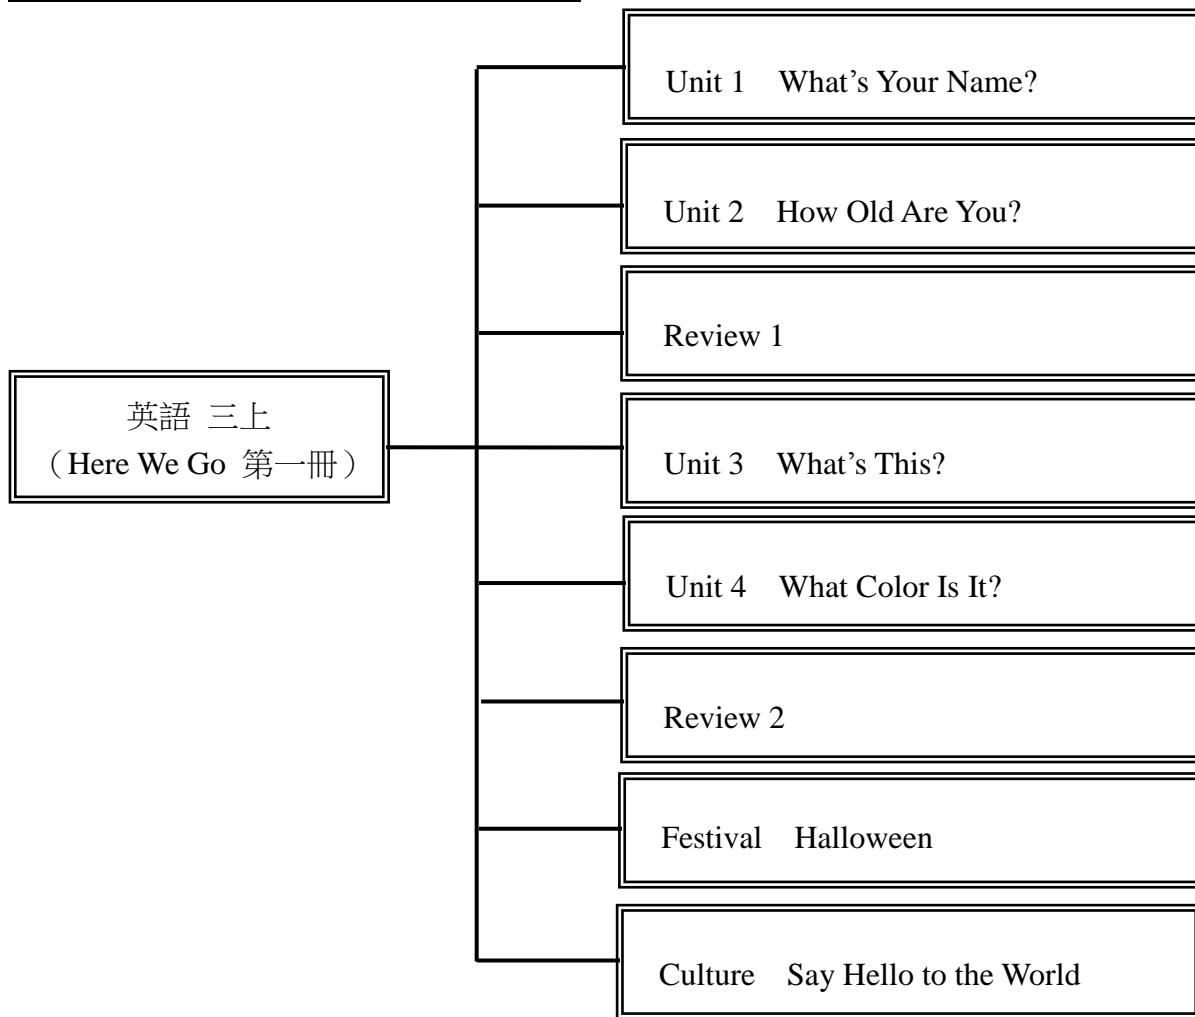 Unit 1 What's Your Name?
Unit 2 How Old Are You?
Review 1
英語 三上
（Here We Go 第一冊）
Unit 3 What's This?
Unit 4 What Color Is It?
Review 2
Festival Halloween
Culture Say Hello to the World